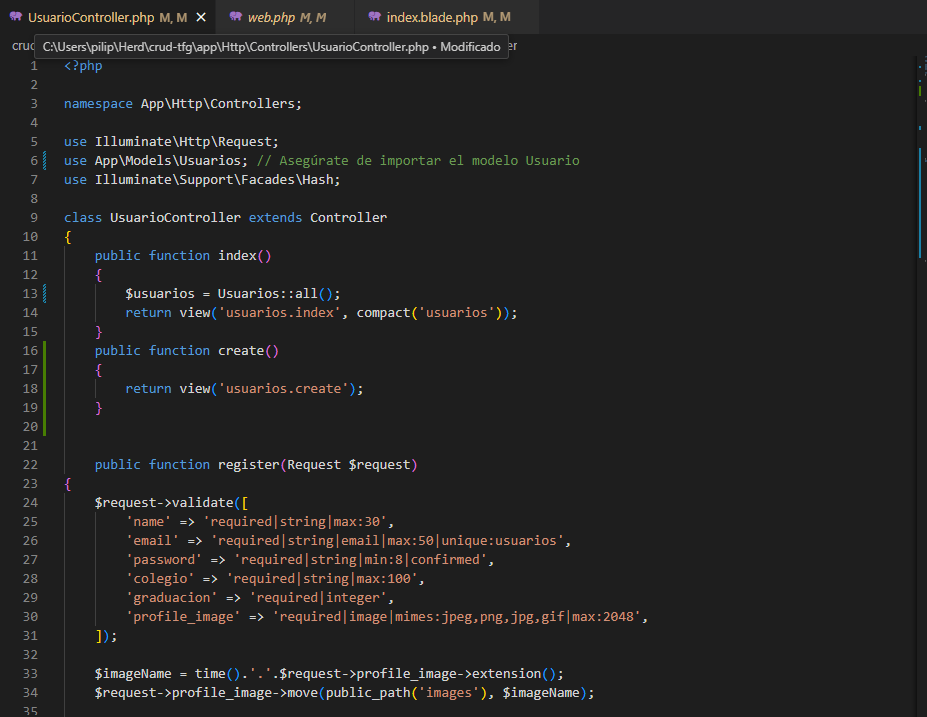 UsuarioController.php M, M ✕ web.php M, M index.blade.php M, M
C:\Users\pilip\Herd\crud-tfg\app\Http\Controllers\UsuarioController.php • Modificado
1 <?php
2
3 namespace App\Http\Controllers;
4
5 use Illuminate\Http\Request;
6 use App\Models\Usuarios; // Asegúrate de importar el modelo Usuario
7 use Illuminate\Support\Facades\Hash;
8
9 class UsuarioController extends Controller
10 {
11     public function index()
12     {
13         $usuarios = Usuarios::all();
14         return view('usuarios.index', compact('usuarios'));
15     }
16     public function create()
17     {
18         return view('usuarios.create');
19     }
20
21
22     public function register(Request $request)
23 {
24     $request->validate([
25         'name' => 'required|string|max:30',
26         'email' => 'required|string|email|max:50|unique:usuarios',
27         'password' => 'required|string|min:8|confirmed',
28         'colegio' => 'required|string|max:100',
29         'graduacion' => 'required|integer',
30         'profile_image' => 'required|image|mimes:jpeg,png,jpg,gif|max:2048',
31     ]);
32
33     $imageName = time().'.'.$request->profile_image->extension();
34     $request->profile_image->move(public_path('images'), $imageName);
35